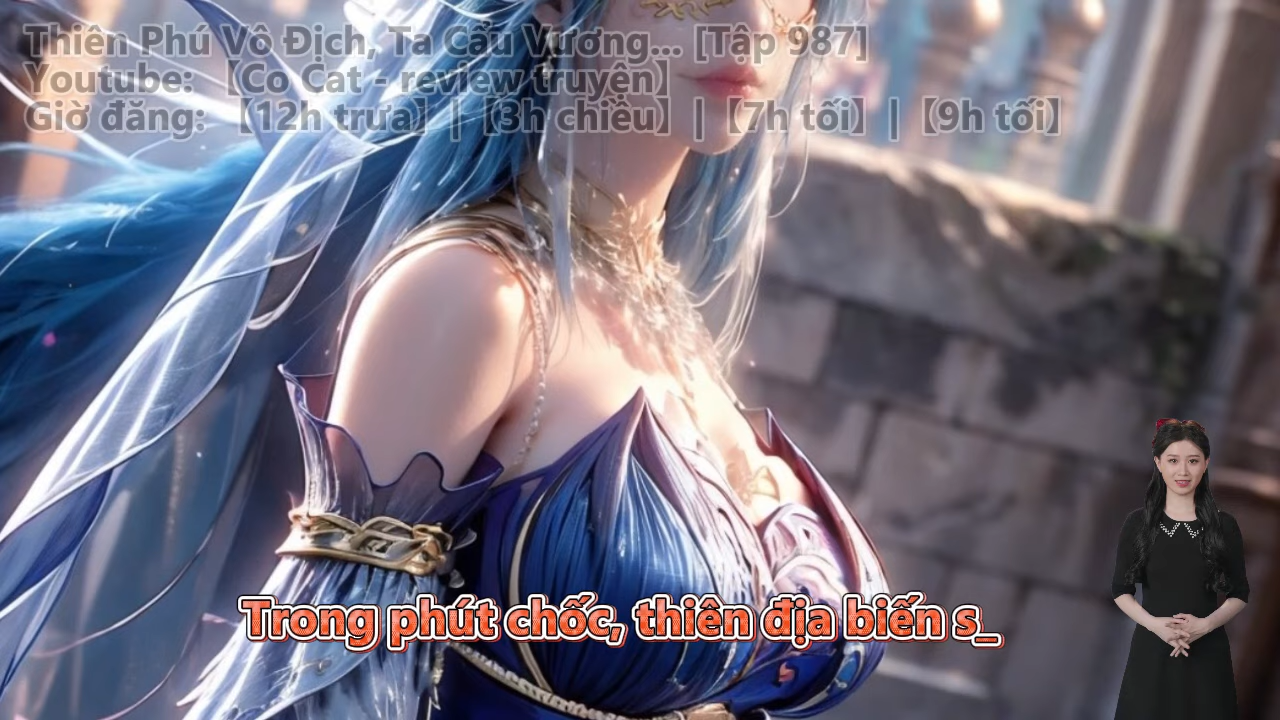 Thiên Phú Vô Địch, Ta Cẩu Vương... [Tập 987]
Youtube: 【Co Cat - review truyện】
Giờ đăng: 【12h trưa】 | 【3h chiều】 | 【7h tối】 | 【9h tối】
Trong phút chốc, thiên địa biến s_